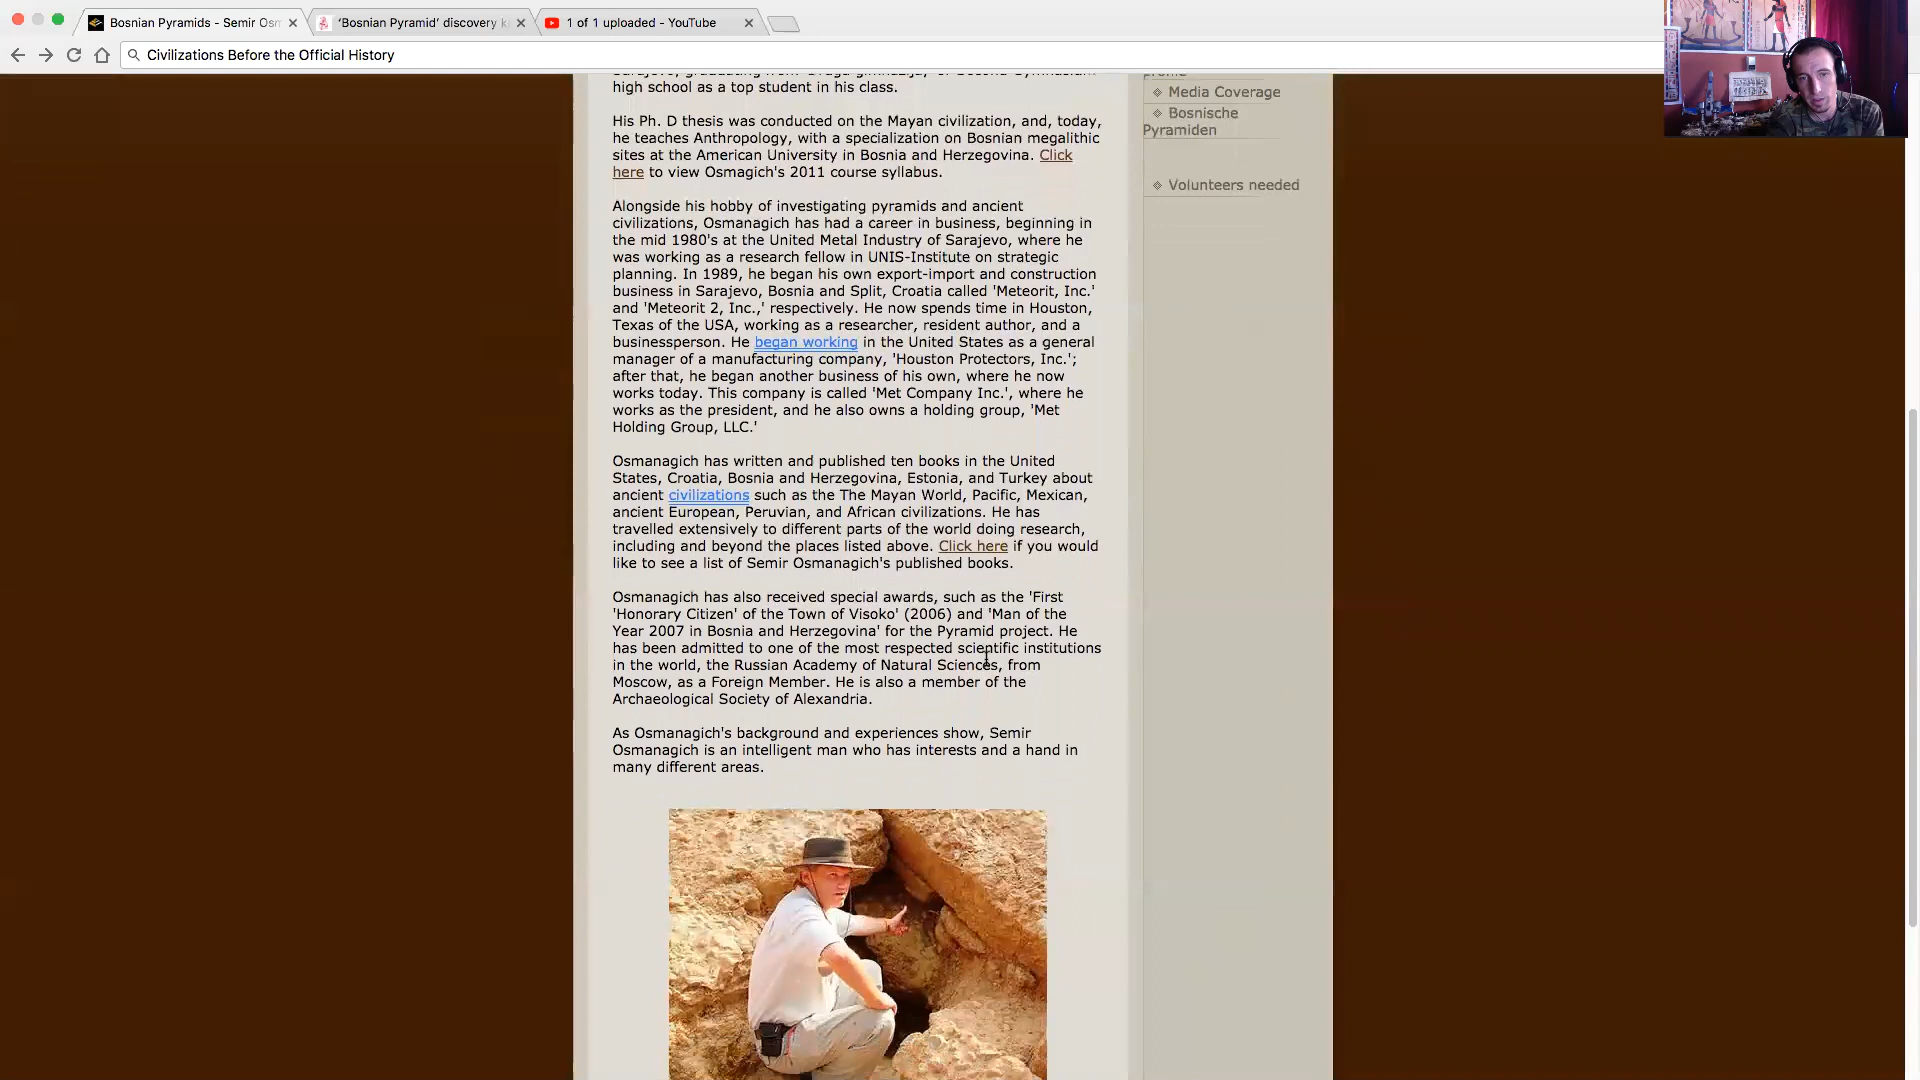 Bosnian Pyramids - Semir Osm
'Bosnian Pyramid' discovery k
1 of 1 uploaded - YouTube
Civilizations Before the Official History
high school as a top student in his class.
His Ph. D thesis was conducted on the Mayan civilization, and, today,
he teaches Anthropology, with a specialization on Bosnian megalithic
sites at the American University in Bosnia and Herzegovina. Click
here to view Osmagich's 2011 course syllabus.
Alongside his hobby of investigating pyramids and ancient
civilizations, Osmanagich has had a career in business, beginning in
the mid 1980's at the United Metal Industry of Sarajevo, where he
was working as a research fellow in UNIS-Institute on strategic
planning. In 1989, he began his own export-import and construction
business in Sarajevo, Bosnia and Split, Croatia called 'Meteorit, Inc.'
and 'Meteorit 2, Inc.,' respectively. He now spends time in Houston,
Texas of the USA, working as a researcher, resident author, and a
businessperson. He began working in the United States as a general
manager of a manufacturing company, 'Houston Protectors, Inc.';
after that, he began another business of his own, where he now
works today. This company is called 'Met Company Inc.', where he
works as the president, and he also owns a holding group, 'Met
Holding Group, LLC.'
Osmanagich has written and published ten books in the United
States, Croatia, Bosnia and Herzegovina, Estonia, and Turkey about
ancient civilizations such as the The Mayan World, Pacific, Mexican,
ancient European, Peruvian, and African civilizations. He has
travelled extensively to different parts of the world doing research,
including and beyond the places listed above. Click here if you would
like to see a list of Semir Osmanagich's published books.
Osmanagich has also received special awards, such as the 'First
'Honorary Citizen' of the Town of Visoko' (2006) and 'Man of the
Year 2007 in Bosnia and Herzegovina' for the Pyramid project. He
has been admitted to one of the most respected scientific institutions
in the world, the Russian Academy of Natural Sciences, from
Moscow, as a Foreign Member. He is also a member of the
Archaeological Society of Alexandria.
As Osmanagich's background and experiences show, Semir
Osmanagich is an intelligent man who has interests and a hand in
many different areas.
Media Coverage
Bosnische
Pyramiden
Volunteers needed